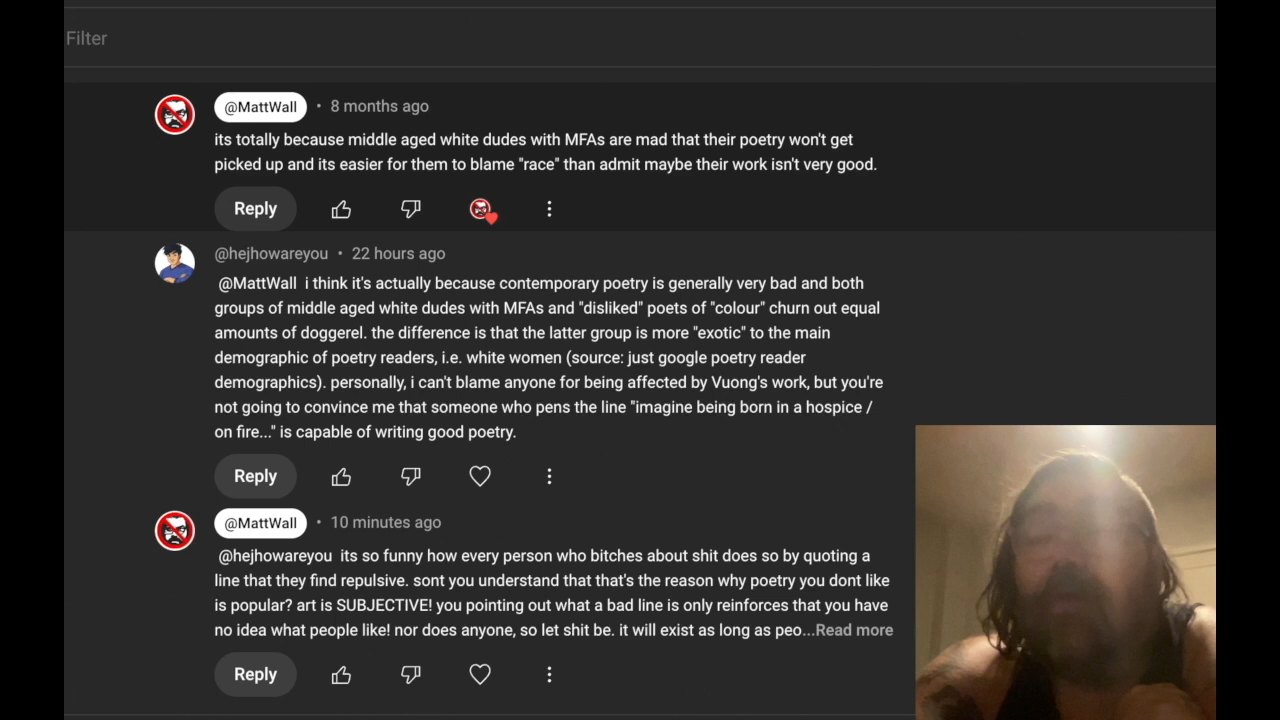 Filter
@MattWall • 8 months ago
its totally because middle aged white dudes with MFAs are mad that their poetry won't get
picked up and its easier for them to blame "race" than admit maybe their work isn't very good.
Reply
@hejhowareyou • 22 hours ago
@MattWall i think it's actually because contemporary poetry is generally very bad and both
groups of middle aged white dudes with MFAs and "disliked" poets of "colour" churn out equal
amounts of doggerel. the difference is that the latter group is more "exotic" to the main
demographic of poetry readers, i.e. white women (source: just google poetry reader
demographics). personally, i can't blame anyone for being affected by Vuong's work, but you're
not going to convince me that someone who pens the line "imagine being born in a hospice /
on fire..." is capable of writing good poetry.
Reply
@MattWall • 10 minutes ago
@hejhowareyou its so funny how every person who bitches about shit does so by quoting a
line that they find repulsive. sont you understand that that's the reason why poetry you dont like
is popular? art is SUBJECTIVE! you pointing out what a bad line is only reinforces that you have
no idea what people like! nor does anyone, so let shit be. it will exist as long as peo...Read more
Reply